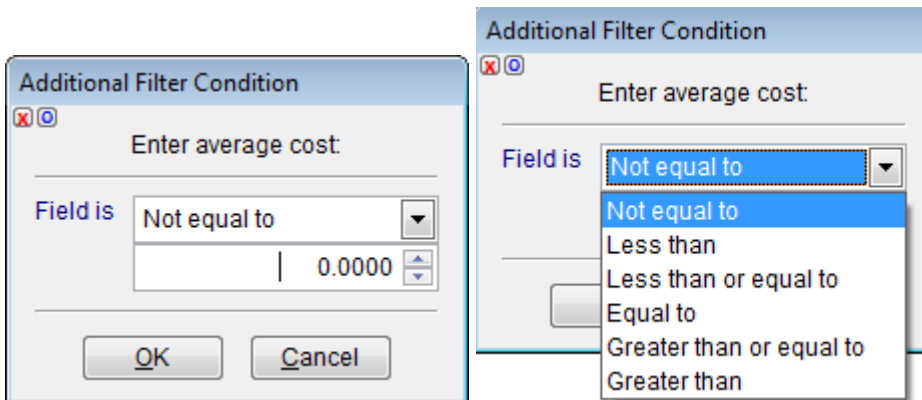 Additional Filter Condition
X O
Enter average cost:
Field is Not equal to
0.0000
OK Cancel
Additional Filter Condition
X O
Enter average cost:
Field is Not equal to
Not equal to
Less than
Less than or equal to
Equal to
Greater than or equal to
Greater than